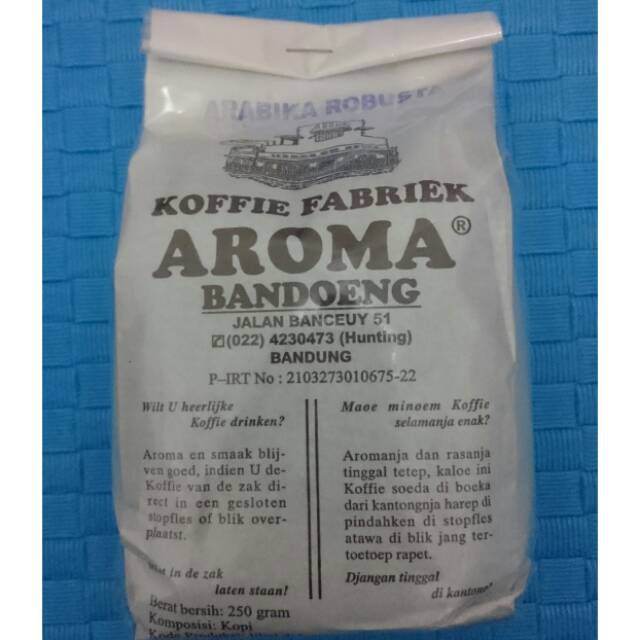 ARABIKA ROBUSTA
KOFFIE FABRIEK
AROMA®
BANDOENG
JALAN BANCEUY 51
(022) 4230473 (Hunting)
BANDUNG
P–IRT No : 2103273010675-22
Wilt U heerlijke
Koffie drinken?
Aroma en smaak blij-
ven goed, indien U de-
Koffie van de zak di-
rect in een gesloten
stopfles of blik over-
plaatst.
in de zak
laten staan!
Maoe minoem Koffie
selamanja enak?
Aromanja dan rasanja
tinggal tetep, kaloe ini
Koffie soeda di boeka
dari kantongnja harep di
pindahken di stopfles
atawa di blik jang ter-
toetoep rapet.
Djangan tinggal
di kantong
Berat bersih: 250 gram
Komposisi: Kopi